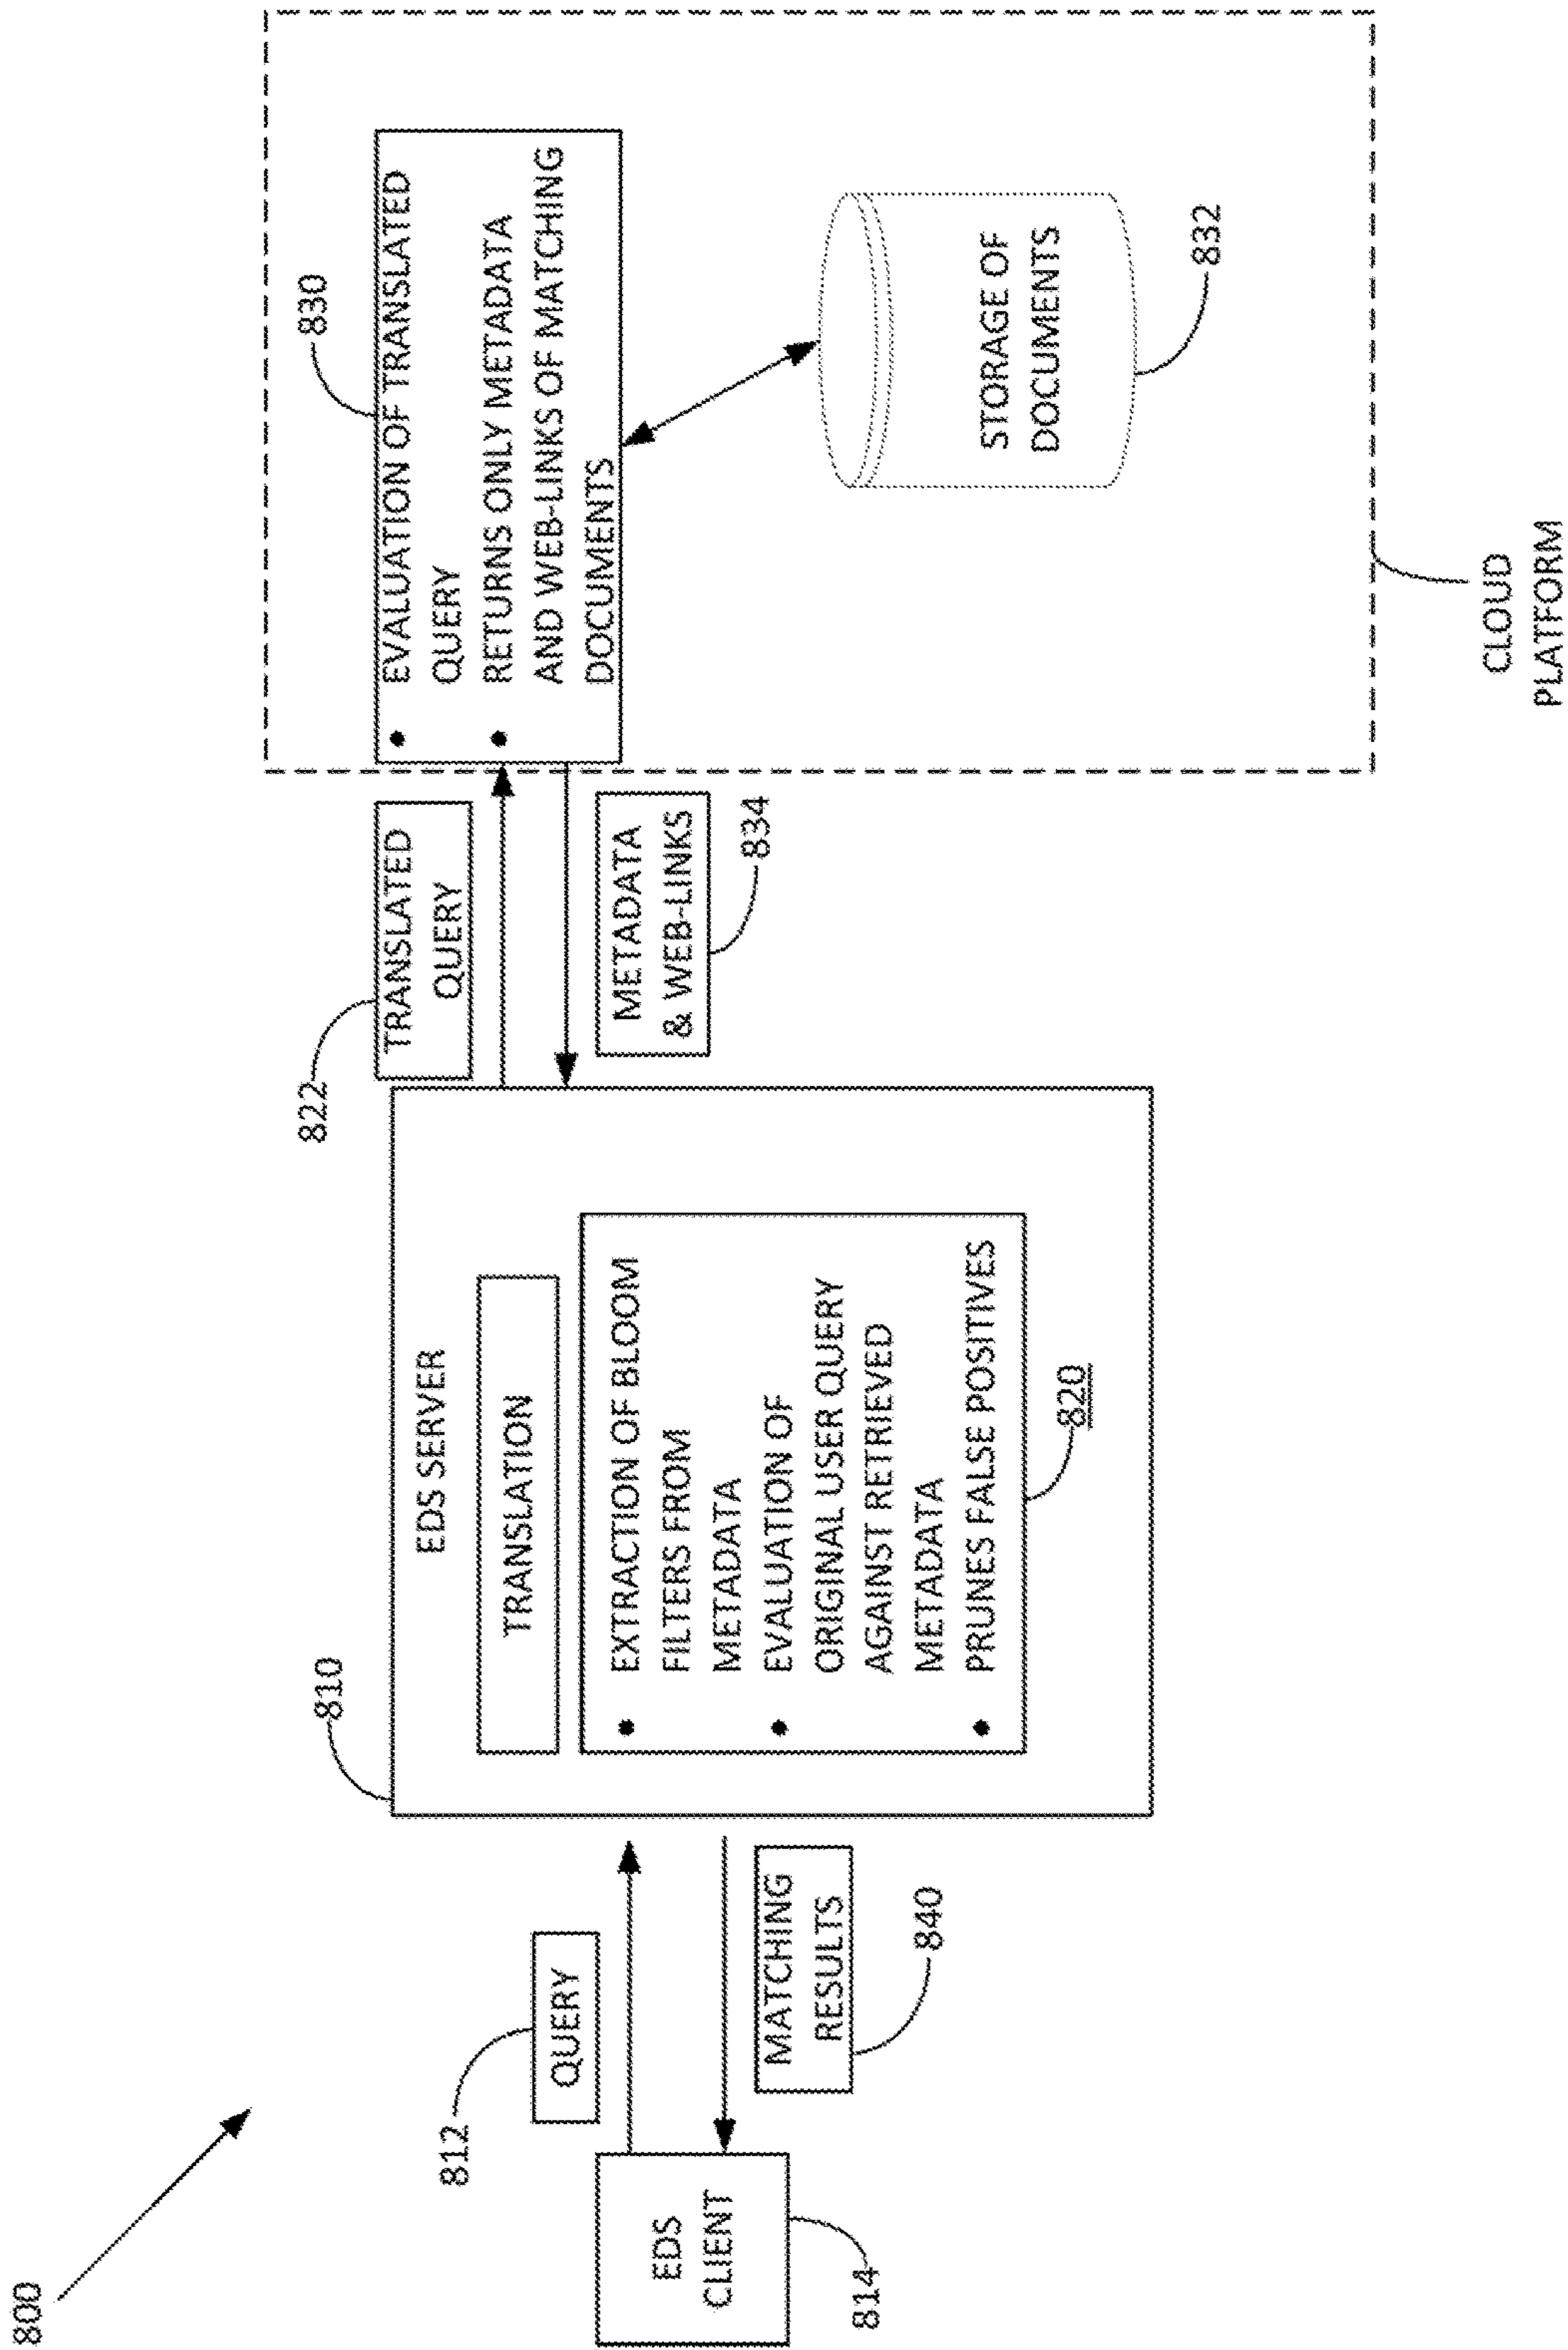 800
EDS
CLIENT
814
812
QUERY
MATCHING
RESULTS
840
810
EDS SERVER
TRANSLATION
• EXTRACTION OF BLOOM
FILTERS FROM
METADATA
• EVALUATION OF
ORIGINAL USER QUERY
AGAINST RETRIEVED
METADATA
• PRUNES FALSE POSITIVES
820
822
TRANSLATED
QUERY
METADATA
& WEB-LINKS
834
830
• EVALUATION OF TRANSLATED
QUERY
• RETURNS ONLY METADATA
AND WEB-LINKS OF MATCHING
DOCUMENTS
STORAGE OF
DOCUMENTS
832
CLOUD
PLATFORM